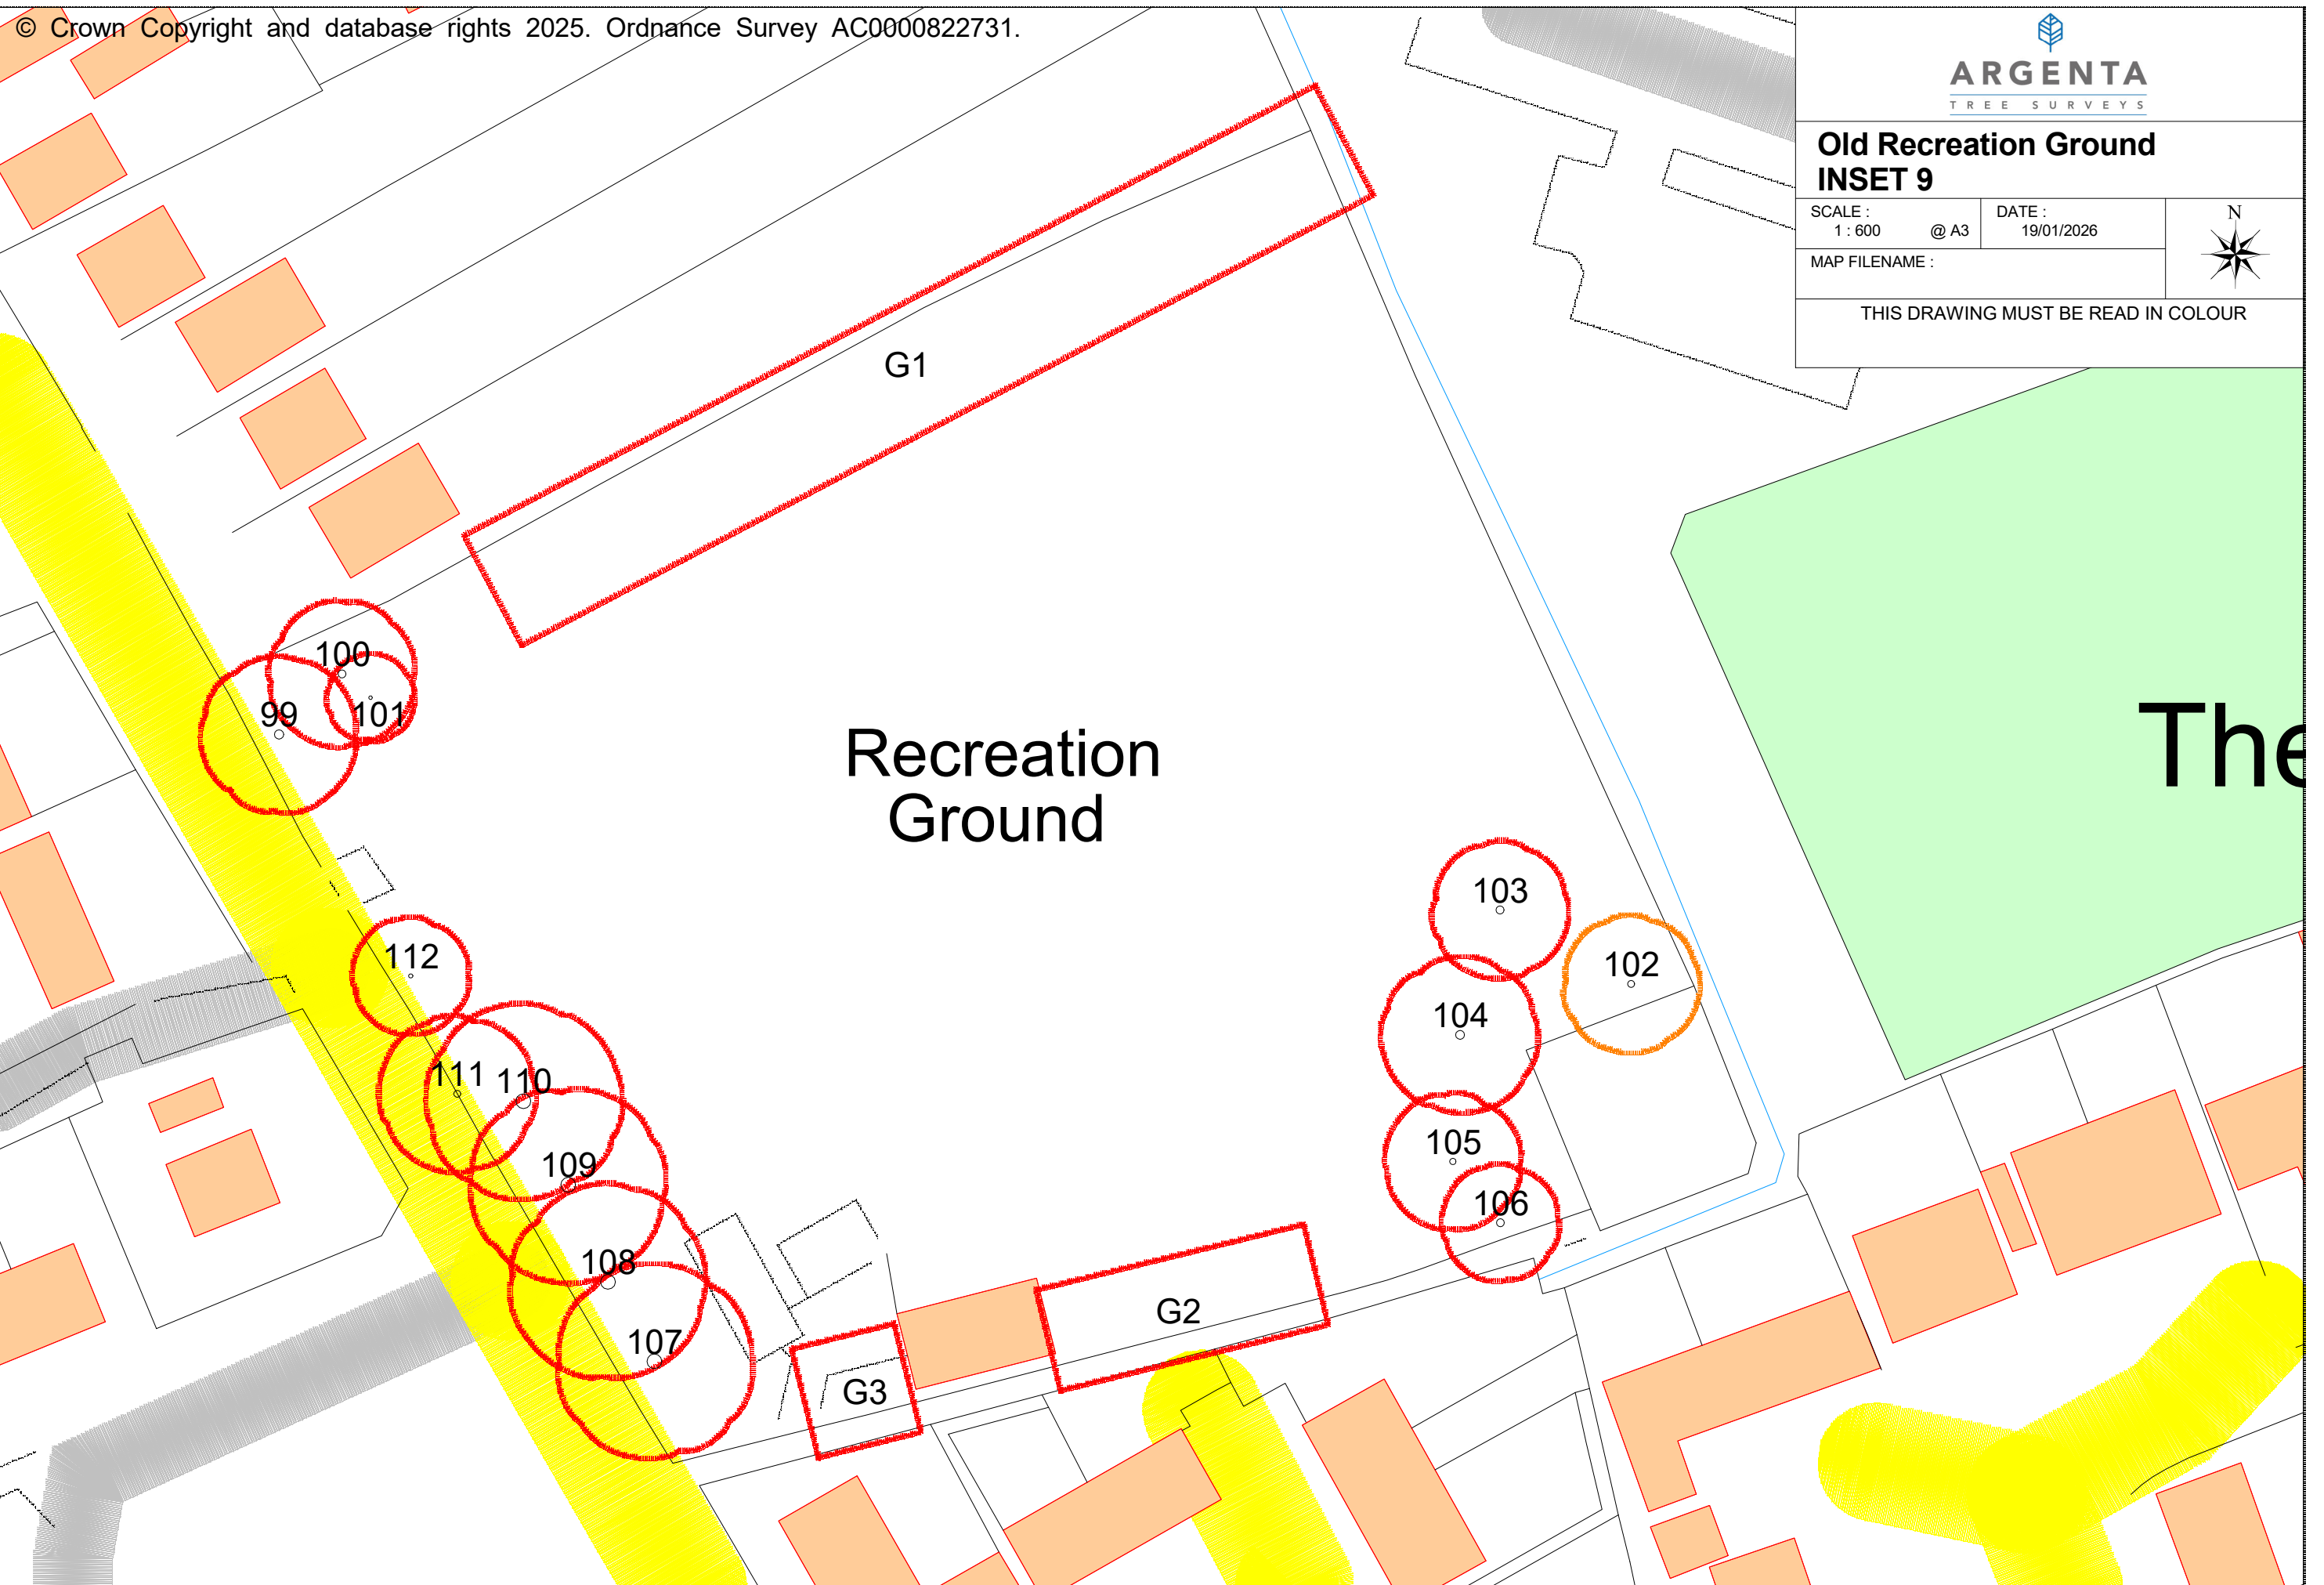 © Crown Copyright and database rights 2025. Ordnance Survey AC0000822731.
ARGENTA
TREE SURVEYS
Old Recreation Ground
INSET 9
SCALE :
1 : 600 @ A3
DATE :
19/01/2026
N
MAP FILENAME :
THIS DRAWING MUST BE READ IN COLOUR
G1
100
99
101
Recreation
Ground
The
103
112
102
104
111
110
105
109
106
108
G2
107
G3